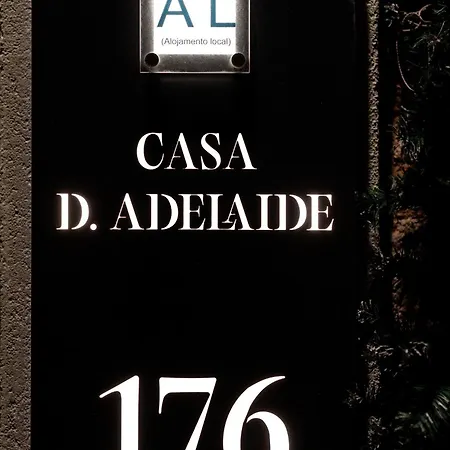 AL
(Alojamento local)
CASA
D. ADELAIDE
176